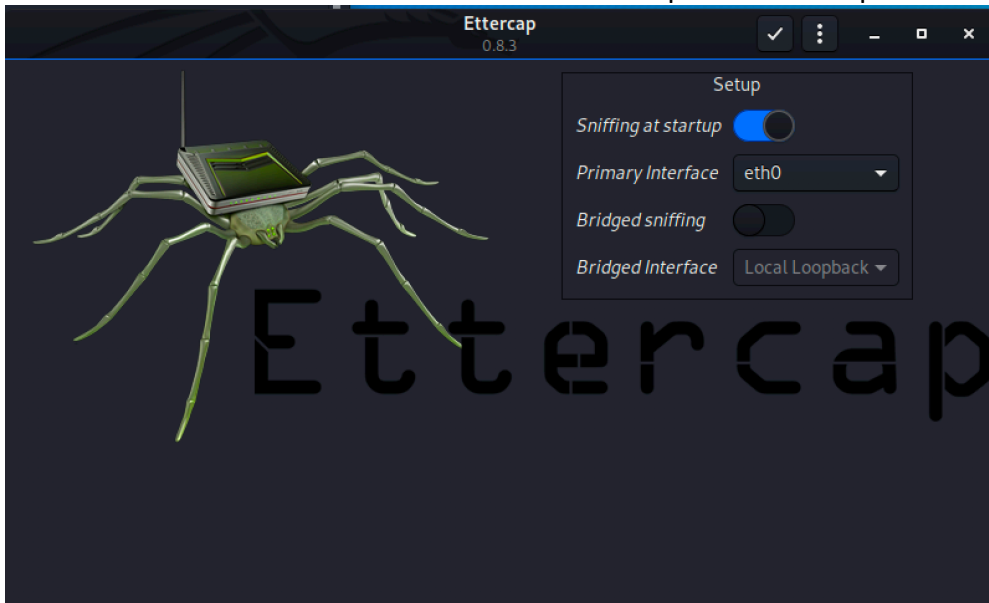 Ettercap
0.8.3
Setup
Sniffing at startup
Primary Interface eth0
Bridged sniffing
Bridged Interface Local Loopback
Ettercap